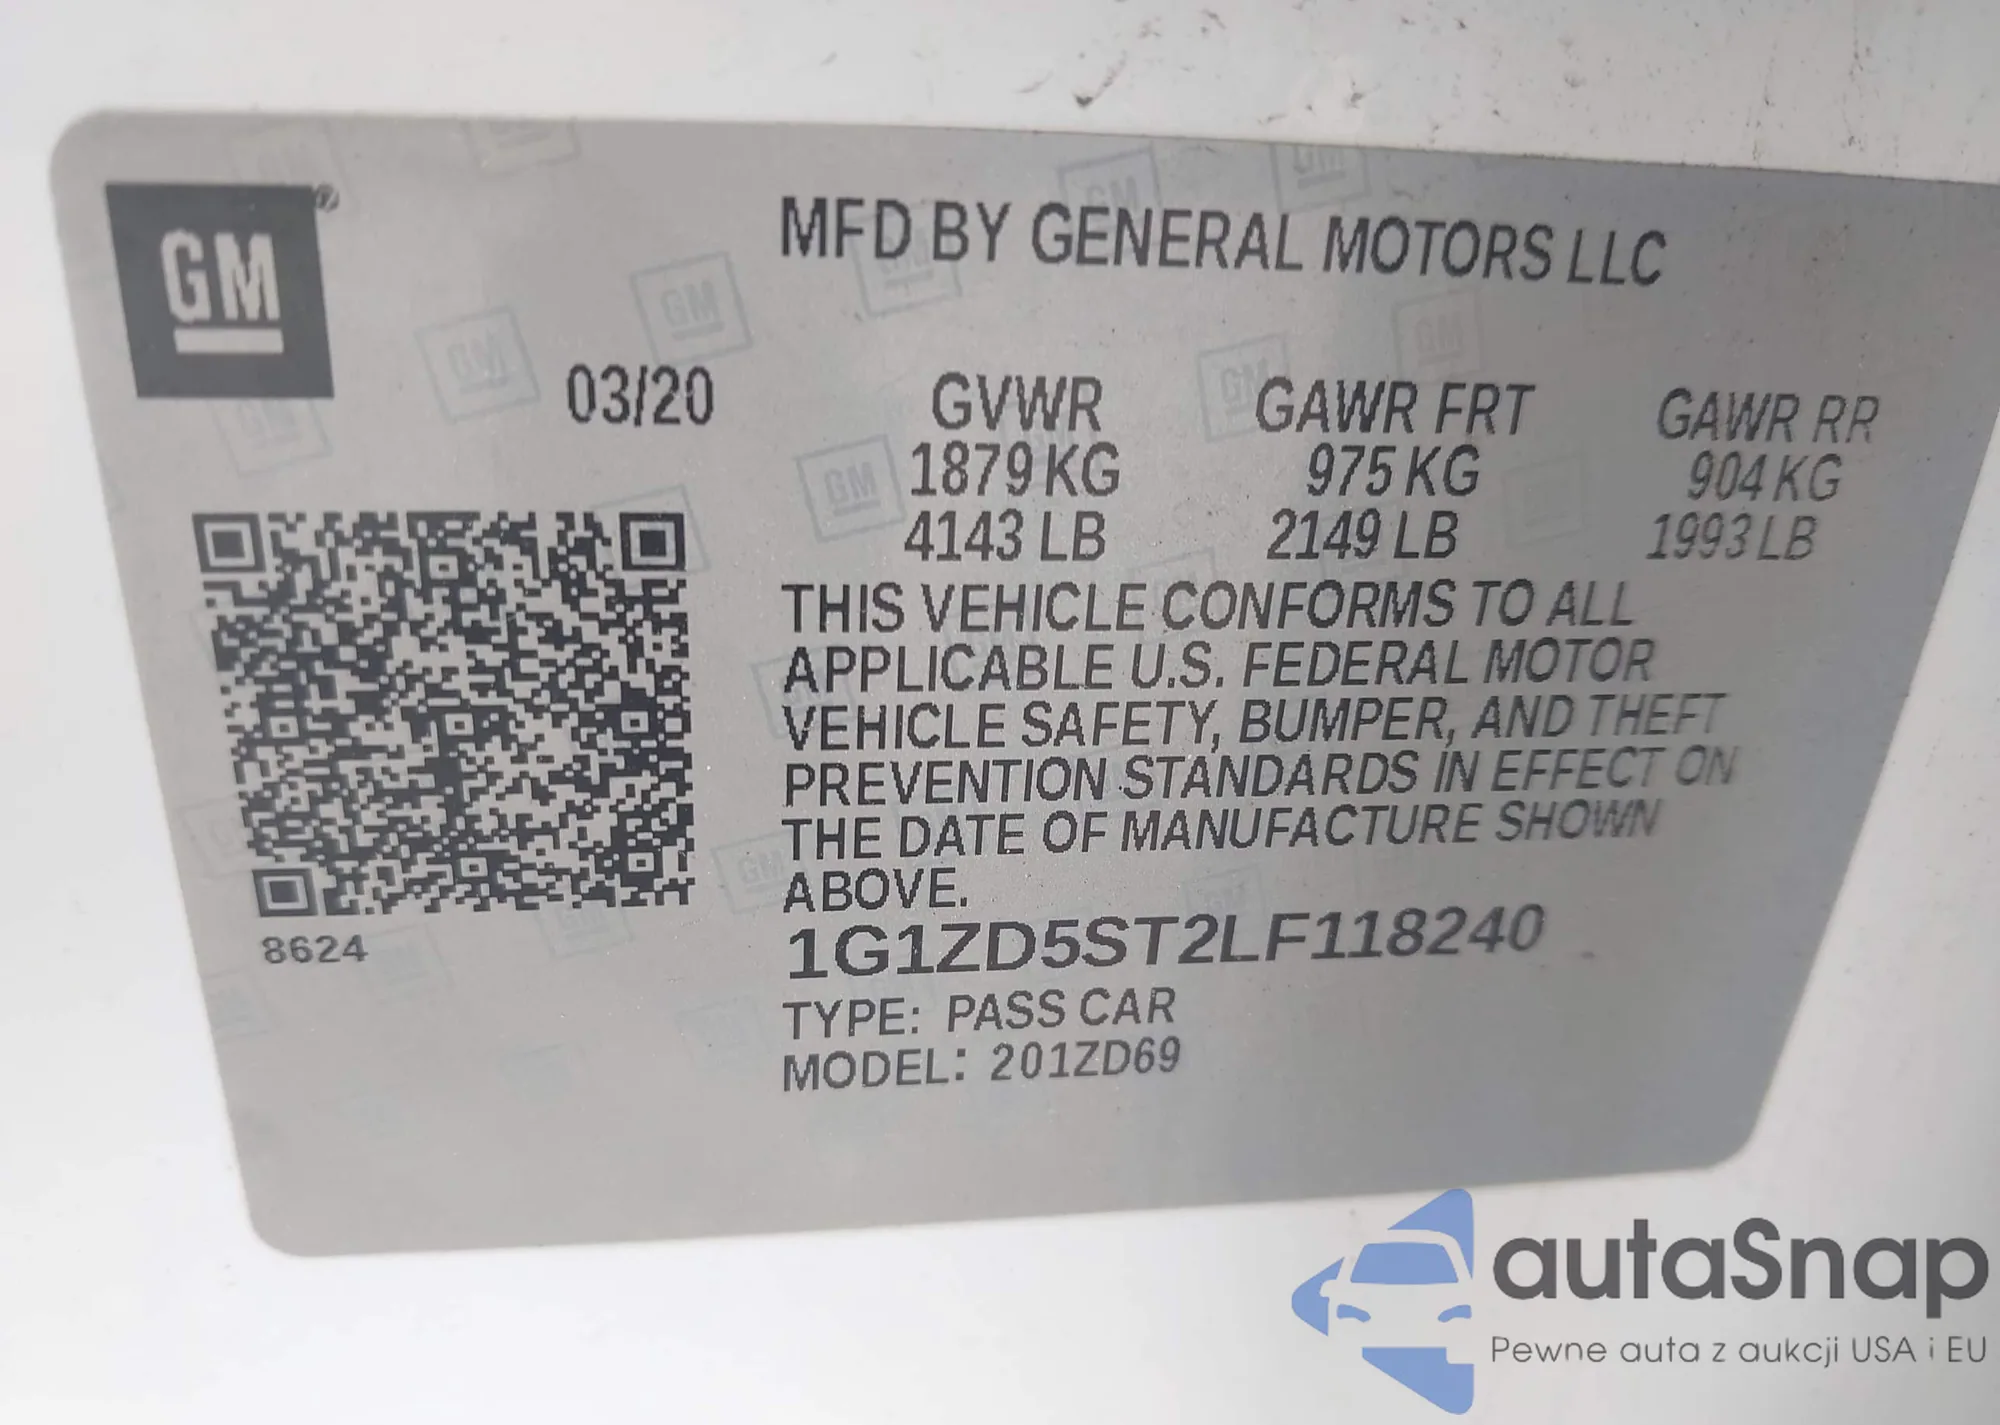 GM
MFD BY GENERAL MOTORS LLC
03/20
GVWR GAWR FRT GAWR RR
1879 KG 975 KG 904 KG
4143 LB 2149 LB 1993 LB
THIS VEHICLE CONFORMS TO ALL
APPLICABLE U.S. FEDERAL MOTOR
VEHICLE SAFETY, BUMPER, AND THEFT
PREVENTION STANDARDS IN EFFECT ON
THE DATE OF MANUFACTURE SHOWN
ABOVE.
8624
1G1ZD5ST2LF118240
TYPE: PASS CAR
MODEL: 201ZD69
autaSnap
Pewne auta z aukcji USA i EU